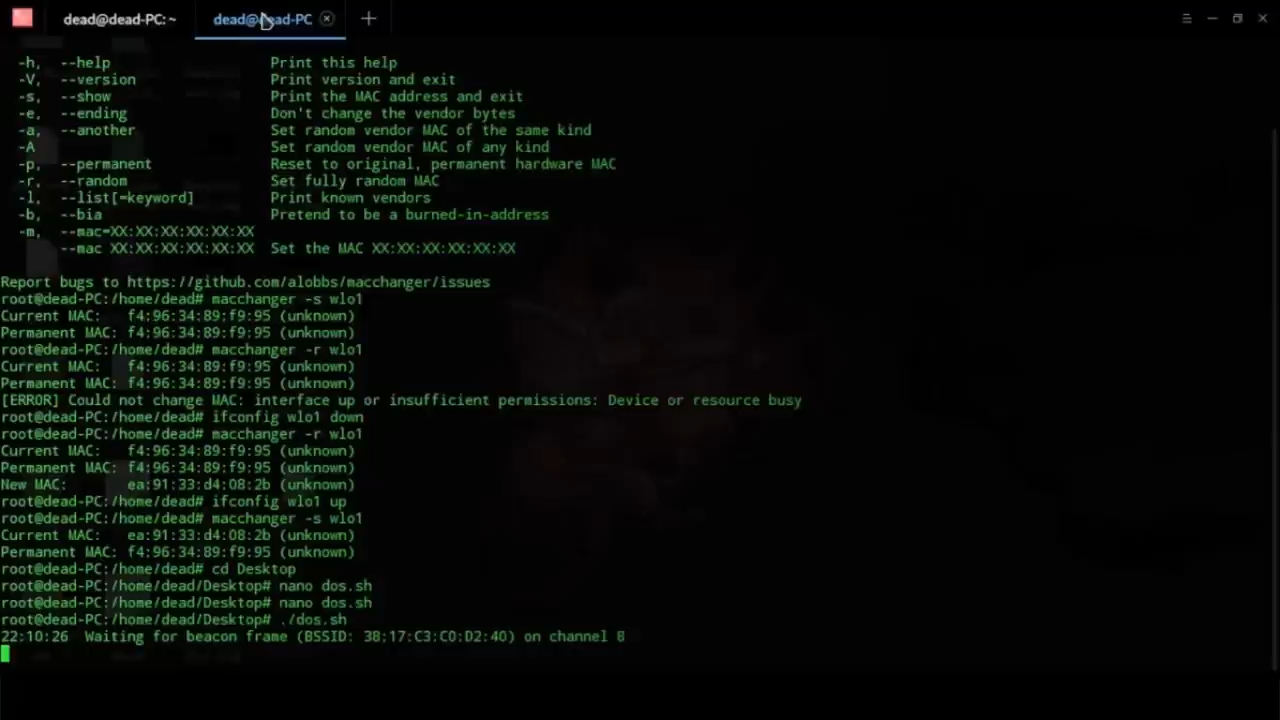 dead@dead-PC: ~
dead@dead-PC
-h, --help Print this help
-V, --version Print version and exit
-s, --show Print the MAC address and exit
-e, --ending Don't change the vendor bytes
-a, --another Set random vendor MAC of the same kind
-A Set random vendor MAC of any kind
-p, --permanent Reset to original, permanent hardware MAC
-r, --random Set fully random MAC
-l, --list[=keyword] Print known vendors
-b, --bia Pretend to be a burned-in-address
-m, --mac=XX:XX:XX:XX:XX:XX
--mac XX:XX:XX:XX:XX:XX Set the MAC XX:XX:XX:XX:XX:XX
Report bugs to https://github.com/alobbs/macchanger/issues
root@dead-PC:/home/dead# macchanger -s wlo1
Current MAC: f4:96:34:89:f9:95 (unknown)
Permanent MAC: f4:96:34:89:f9:95 (unknown)
root@dead-PC:/home/dead# macchanger -r wlo1
Current MAC: f4:96:34:89:f9:95 (unknown)
Permanent MAC: f4:96:34:89:f9:95 (unknown)
[ERROR] Could not change MAC: interface up or insufficient permissions: Device or resource busy
root@dead-PC:/home/dead# ifconfig wlo1 down
root@dead-PC:/home/dead# macchanger -r wlo1
Current MAC: f4:96:34:89:f9:95 (unknown)
Permanent MAC: f4:96:34:89:f9:95 (unknown)
New MAC: ea:91:33:d4:08:2b (unknown)
root@dead-PC:/home/dead# ifconfig wlo1 up
root@dead-PC:/home/dead# macchanger -s wlo1
Current MAC: ea:91:33:d4:08:2b (unknown)
Permanent MAC: f4:96:34:89:f9:95 (unknown)
root@dead-PC:/home/dead# cd Desktop
root@dead-PC:/home/dead/Desktop# nano dos.sh
root@dead-PC:/home/dead/Desktop# nano dos.sh
root@dead-PC:/home/dead/Desktop# ./dos.sh
22:10:26 Waiting for beacon frame (BSSID: 38:17:C3:C0:D2:40) on channel 8